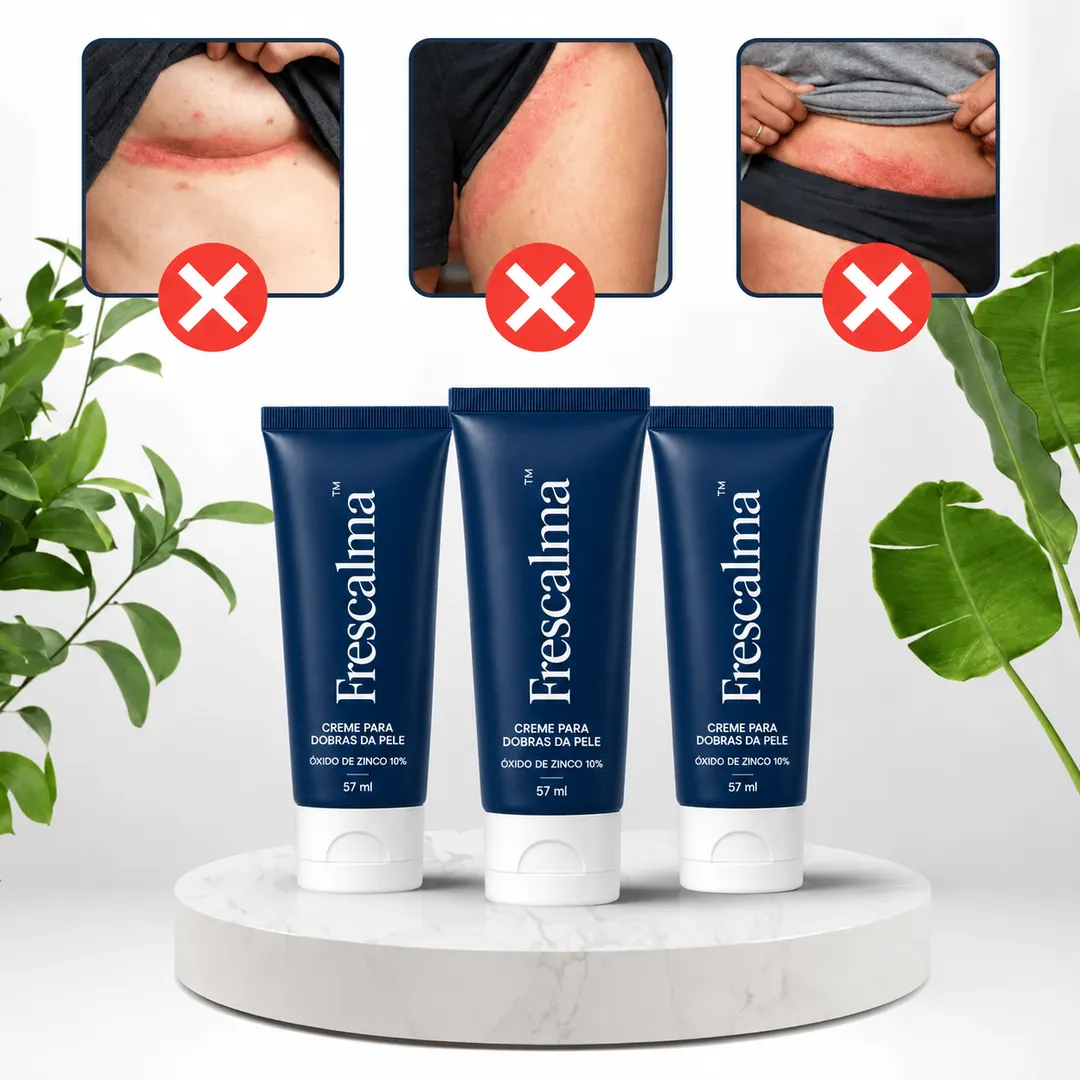 Frescalma™
CREME PARA
DOBRAS DA PELE
ÓXIDO DE ZINCO 10%
57 ml
Frescalma™
CREME PARA
DOBRAS DA PELE
ÓXIDO DE ZINCO 10%
57 ml
Frescalma™
CREME PARA
DOBRAS DA PELE
ÓXIDO DE ZINCO 10%
57 ml